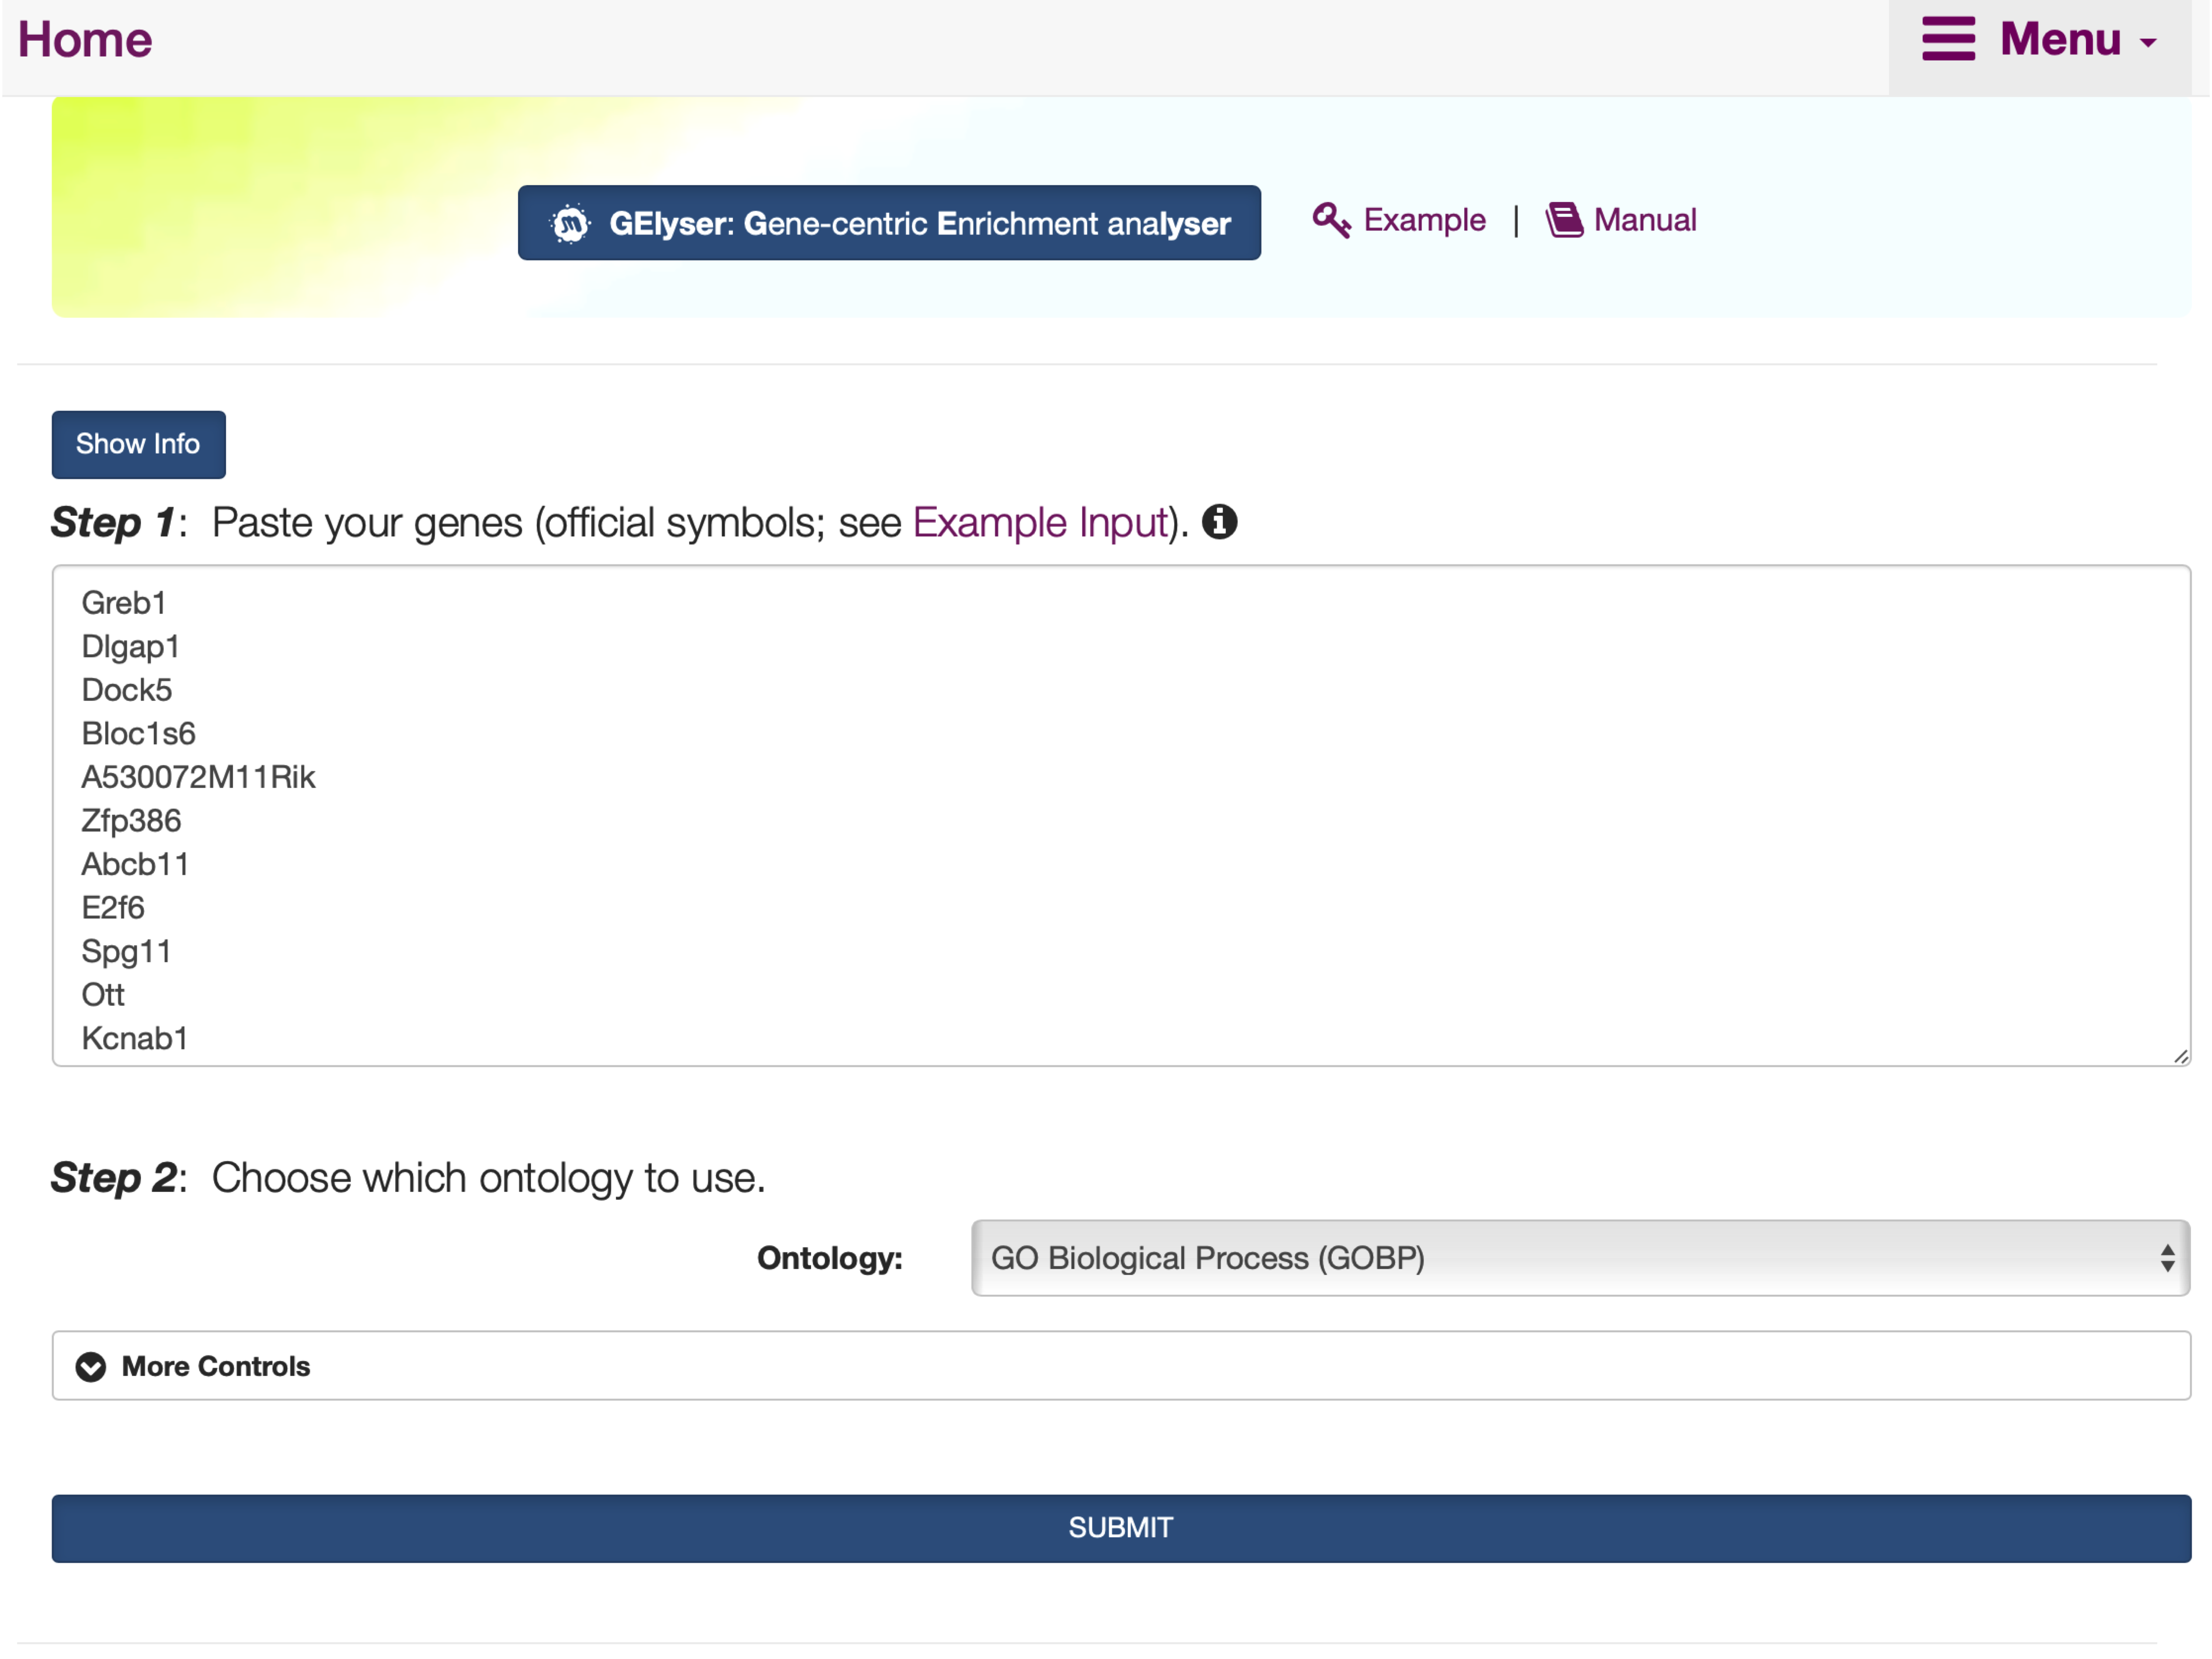 Home
Menu
GElyser: Gene-centric Enrichment analyser
Example | Manual
Show Info
Step 1: Paste your genes (official symbols; see Example Input).
Greb1
Dlgap1
Dock5
Bloc1s6
A530072M11Rik
Zfp386
Abcb11
E2f6
Spg11
Ott
Kcnab1
Step 2: Choose which ontology to use.
Ontology: GO Biological Process (GOBP)
More Controls
SUBMIT